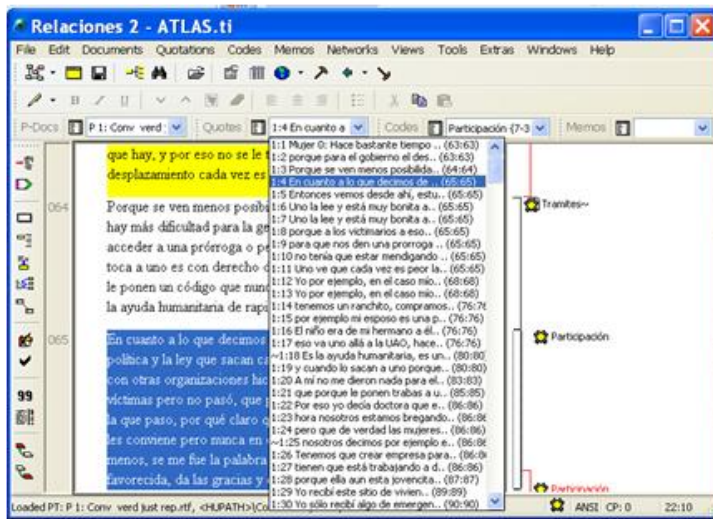 Relaciones 2 - ATLAS.ti
File Edit Documents Quotations Codes Memos Networks Views Tools Extras Windows Help
P-Docs P 1: Conv verd Quotes 1:4 En cuanto a Codes Participación {7-3 Memos
que hay, y por eso no se le
desplazamiento cada vez es
064 Porque se ven menos posib
hay más dificultad para la ge
acceder a una prórroga o pe
toca a uno es con derecho
le ponen un código que nun
la ayuda humanitaria de rap
065 En cuanto a lo que decimos
política y la ley que sacan ca
con otras organizaciones hi
víctimas pero no pasó, que
la que paso, por qué claro
les conviene pero nunca en
menos, se me fue la palabra
favorecida, da las gracias y
1:1 Mujer 0: Hace bastante tiempo .. (63:63)
1:2 porque para el gobierno el des.. (63:63)
1:3 Porque se ven menos posibilida.. (64:64)
1:4 En cuanto a lo que decimos de .. (65:65)
1:5 Entonces vemos desde ahí, estu.. (65:65)
1:6 Uno la lee y está muy bonita a.. (65:65)
1:7 Uno la lee y está muy bonita a.. (65:65)
1:8 porque a los victimarios a eso.. (65:65)
1:9 para que nos den una prorroga .. (65:65)
1:10 no tenía que estar mendigando .. (65:65)
1:11 Uno ve que cada vez es peor la.. (65:65)
1:12 Yo por ejemplo, en el caso mío.. (68:68)
1:13 Yo por ejemplo, en el caso mío.. (68:68)
1:14 tenemos un ranchito, compramos.. (76:76
1:15 por ejemplo mi esposo es una p.. (76:76)
1:16 El niño era de mi hermano a él.. (76:76)
1:17 eso va uno allá a la UAO, hace.. (76:76)
~1:18 Es la ayuda humanitaria, es un.. (80:80)
1:19 y cuando lo sacan a uno porque.. (80:80)
1:20 A mí no me dieron nada para el.. (83:83)
1:21 que porque le ponen trabas a u.. (85:85)
1:22 Por eso yo decía doctora que e.. (86:86)
1:23 hora nosotros estamos bregando.. (86:86
1:24 pero que de verdad las mujeres.. (86:86)
~1:25 nosotros decimos por ejemplo e.. (86:86
1:26 Tenemos que crear empresa para.. (86:86
1:27 tienen que está trabajando a d.. (86:86)
1:28 porque ella aun esta jovencita.. (87:87)
1:29 Yo recibí este sitio de vivien.. (89:89)
1:30 Yo sólo recibí algo de emergen.. (90:90)
Tramites~
Participación
Participación
Loaded PT: P 1: Conv verd just rep.rtf, <HUPATH>\Co ANSI CP: 0 22:10